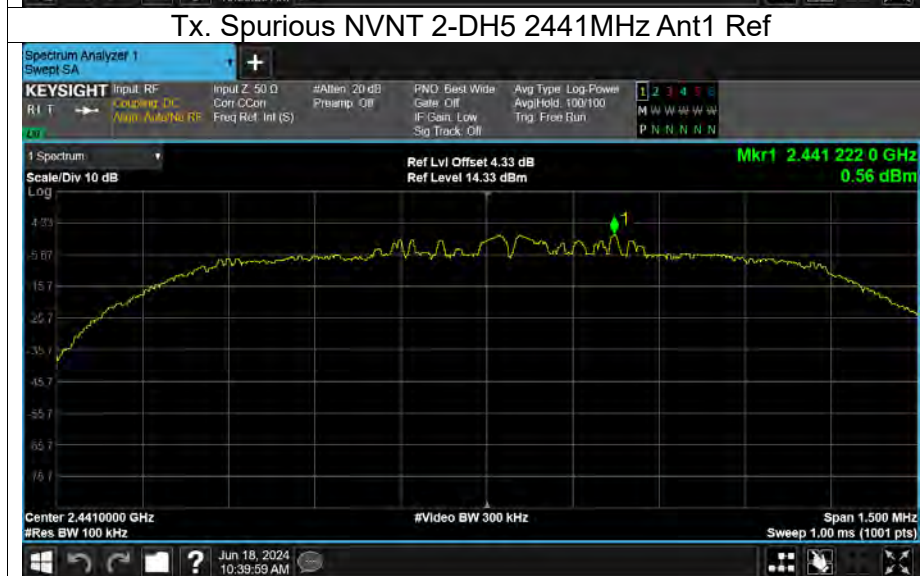 Tx. Spurious NVNT 2-DH5 2441MHz Ant1 Ref
Spectrum Analyzer 1
Swept SA
+
KEYSIGHT Input: RF Input Z: 50 Ω #Atten: 20 dB PNO: Best Wide Avg Type: Log-Power 1 2 3 4 5 6
RLT Coupling: DC Corr CCorr Preamp: Off Gate: Off Avg|Hold: 100/100 M W W W W W
Align: Auto/No RF Freq Ref: Int (S) IF Gain: Low Trig: Free Run
Sig Track: Off P N N N N N
1 Spectrum Ref Lvl Offset 4.33 dB Mkr1 2.441 222 0 GHz
Scale/Div 10 dB Ref Level 14.33 dBm 0.56 dBm
Log
1
4.33
-5.67
-15.7
-25.7
-35.7
-45.7
-55.7
-65.7
-75.7
Center 2.4410000 GHz #Video BW 300 kHz Span 1.500 MHz
#Res BW 100 kHz Sweep 1.00 ms (1001 pts)
? Jun 18, 2024
10:39:59 AM